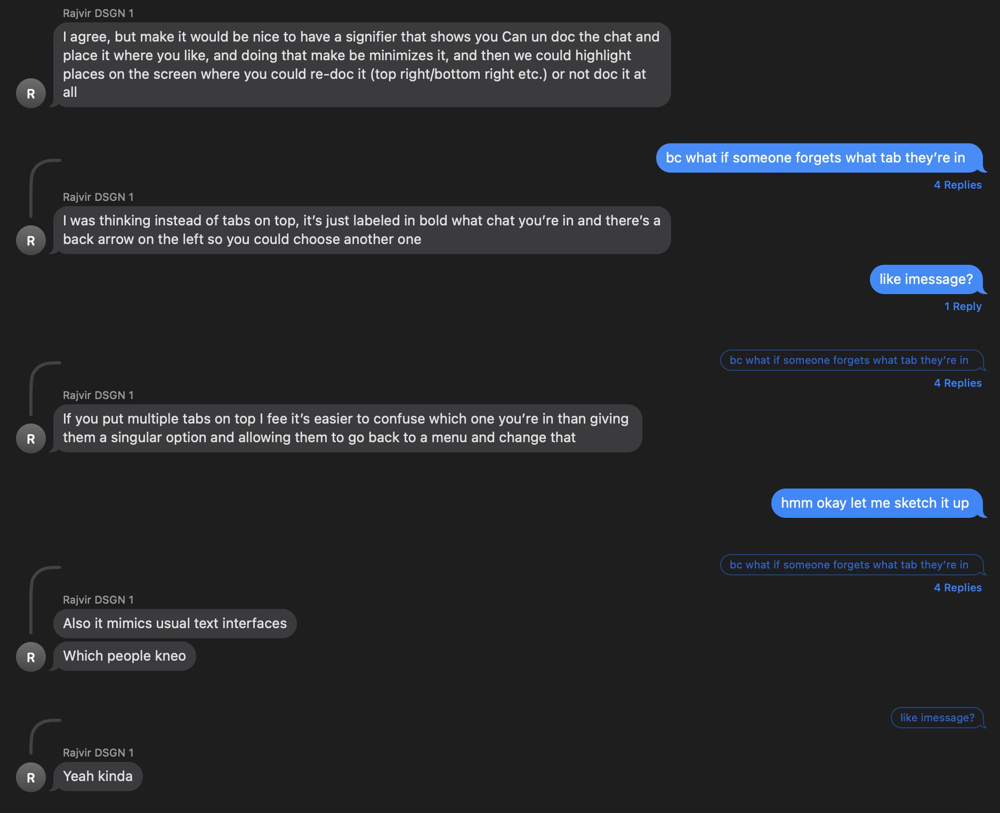 Rajvir DSGN 1
I agree, but make it would be nice to have a signifier that shows you Can un doc the chat and
place it where you like, and doing that make be minimizes it, and then we could highlight
places on the screen where you could re-doc it (top right/bottom right etc.) or not doc it at
all
R
bc what if someone forgets what tab they’re in
4 Replies
Rajvir DSGN 1
I was thinking instead of tabs on top, it’s just labeled in bold what chat you’re in and there’s a
back arrow on the left so you could choose another one
R
like imessage?
1 Reply
bc what if someone forgets what tab they’re in
4 Replies
Rajvir DSGN 1
If you put multiple tabs on top I fee it’s easier to confuse which one you’re in than giving
them a singular option and allowing them to go back to a menu and change that
R
hmm okay let me sketch it up
bc what if someone forgets what tab they’re in
4 Replies
Rajvir DSGN 1
Also it mimics usual text interfaces
Which people kneo
R
like imessage?
Rajvir DSGN 1
Yeah kinda
R